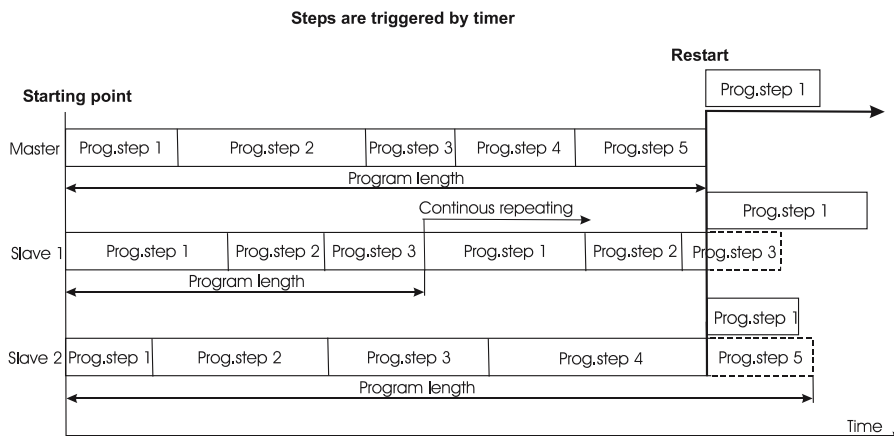 Steps are triggered by timer
Restart
Prog.step 1
Starting point
Master Prog.step 1 Prog.step 2 Prog.step 3 Prog.step 4 Prog.step 5
Program length
Prog.step 1
Continous repeating
Slave 1 Prog.step 1 Prog.step 2 Prog.step 3 Prog.step 1 Prog.step 2 Prog.step 3
Program length
Prog.step 1
Slave 2 Prog.step 1 Prog.step 2 Prog.step 3 Prog.step 4 Prog.step 5
Program length
Time